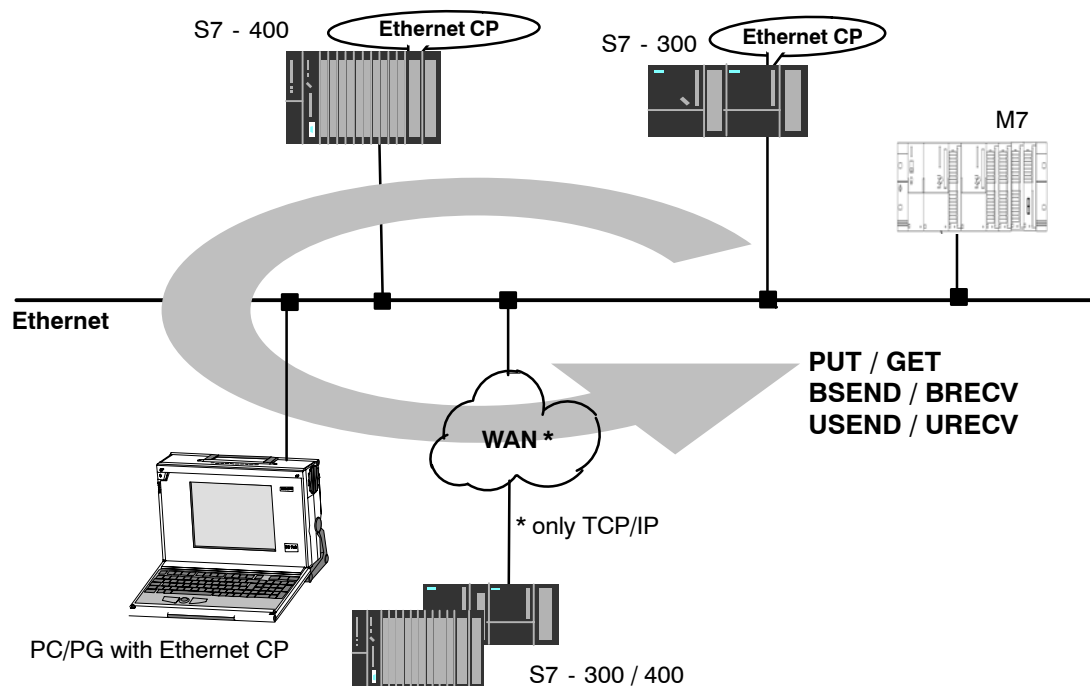 S7 - 400
Ethernet CP
S7 - 300
Ethernet CP
M7
Ethernet
PUT / GET
BSEND / BRECV
USEND / URECV
WAN *
* only TCP/IP
PC/PG with Ethernet CP
S7 - 300 / 400